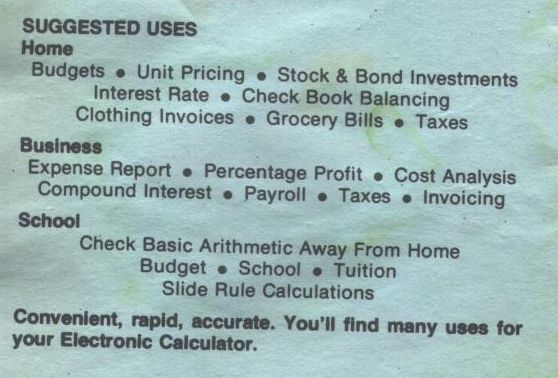 SUGGESTED USES
Home
Budgets ● Unit Pricing ● Stock & Bond Investments
Interest Rate ● Check Book Balancing
Clothing Invoices ● Grocery Bills ● Taxes
Business
Expense Report ● Percentage Profit ● Cost Analysis
Compound Interest ● Payroll ● Taxes ● Invoicing
School
Check Basic Arithmetic Away From Home
Budget ● School ● Tuition
Slide Rule Calculations
Convenient, rapid, accurate. You'll find many uses for
your Electronic Calculator.